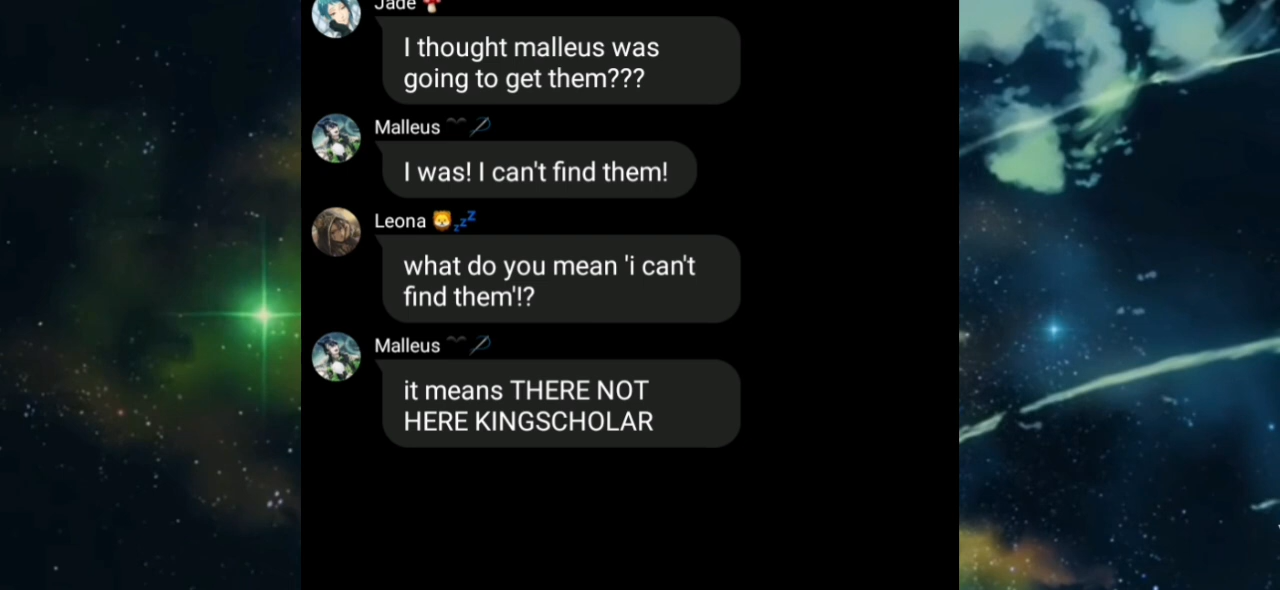 Jade 🍄
I thought malleus was
going to get them???
Malleus
I was! I can't find them!
Leona 🦁💤
what do you mean 'i can't
find them'!?
Malleus
it means THERE NOT
HERE KINGSCHOLAR